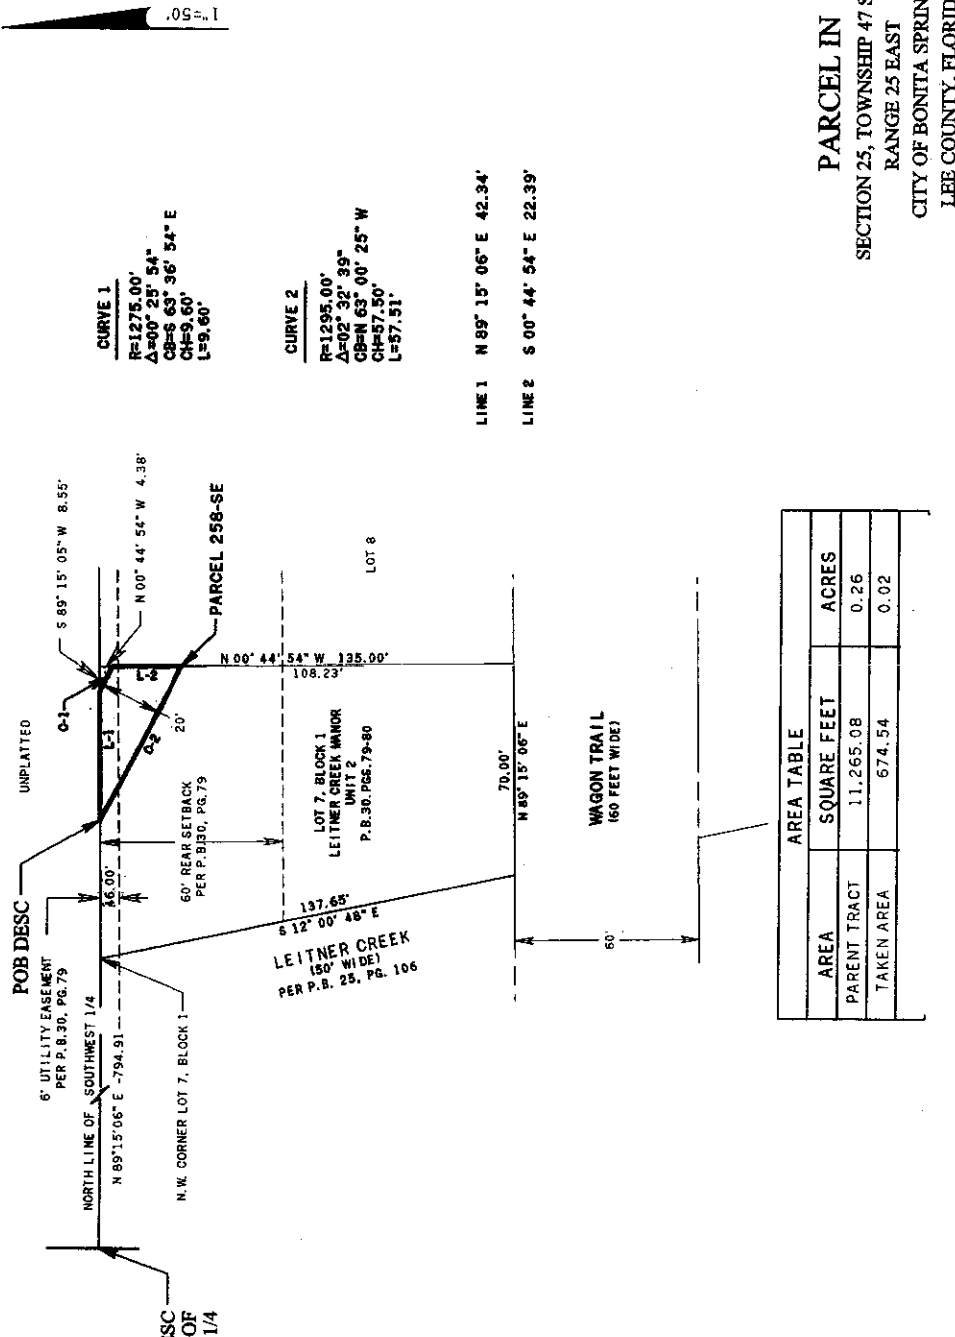 1"=50'
PARCEL IN
SECTION 25, TOWNSHIP 47 S
RANGE 25 EAST
CITY OF BONITA SPRIN
LEE COUNTY, FLORID
CURVE 1
R=1275.00'
Δ=00° 25' 54"
CB=S 63° 36' 54" E
CH=9.60'
L=9.60'
CURVE 2
R=1295.00'
Δ=02° 32' 39"
CB=N 63° 00' 25" W
CH=57.50'
L=57.51'
LINE 1 N 89° 15' 06" E 42.34'
LINE 2 S 00° 44' 54" E 22.39'
S 89° 15' 05" W 8.55'
N 00° 44' 54" W 4.38'
PARCEL 258-SE
UNPLATTED
C-1
L-1
L-2
C-2
20'
LOT 8
N 00° 44' 54" W 135.00'
108.23'
POB DESC
6' UTILITY EASEMENT
PER P.B.30, PG.79
6.00'
60' REAR SETBACK
PER P.B.30, PG.79
LOT 7, BLOCK 1
LEITNER CREEK MANOR
UNIT 2
P.B.30, PGS.79-80
70.00'
N 89° 15' 06" E
WAGON TRAIL
(60 FEET WIDE)
60'
NORTH LINE OF SOUTHWEST 1/4
N 89°15'06" E -794.91
N.W. CORNER LOT 7, BLOCK 1
137.65'
S 12° 00' 48" E
LEITNER CREEK
(50' WIDE)
PER P.B. 25, PG. 106
ESC
OF
1/4
AREA TABLE
AREA SQUARE FEET ACRES
PARENT TRACT 11,265.08 0.26
TAKEN AREA 674.54 0.02